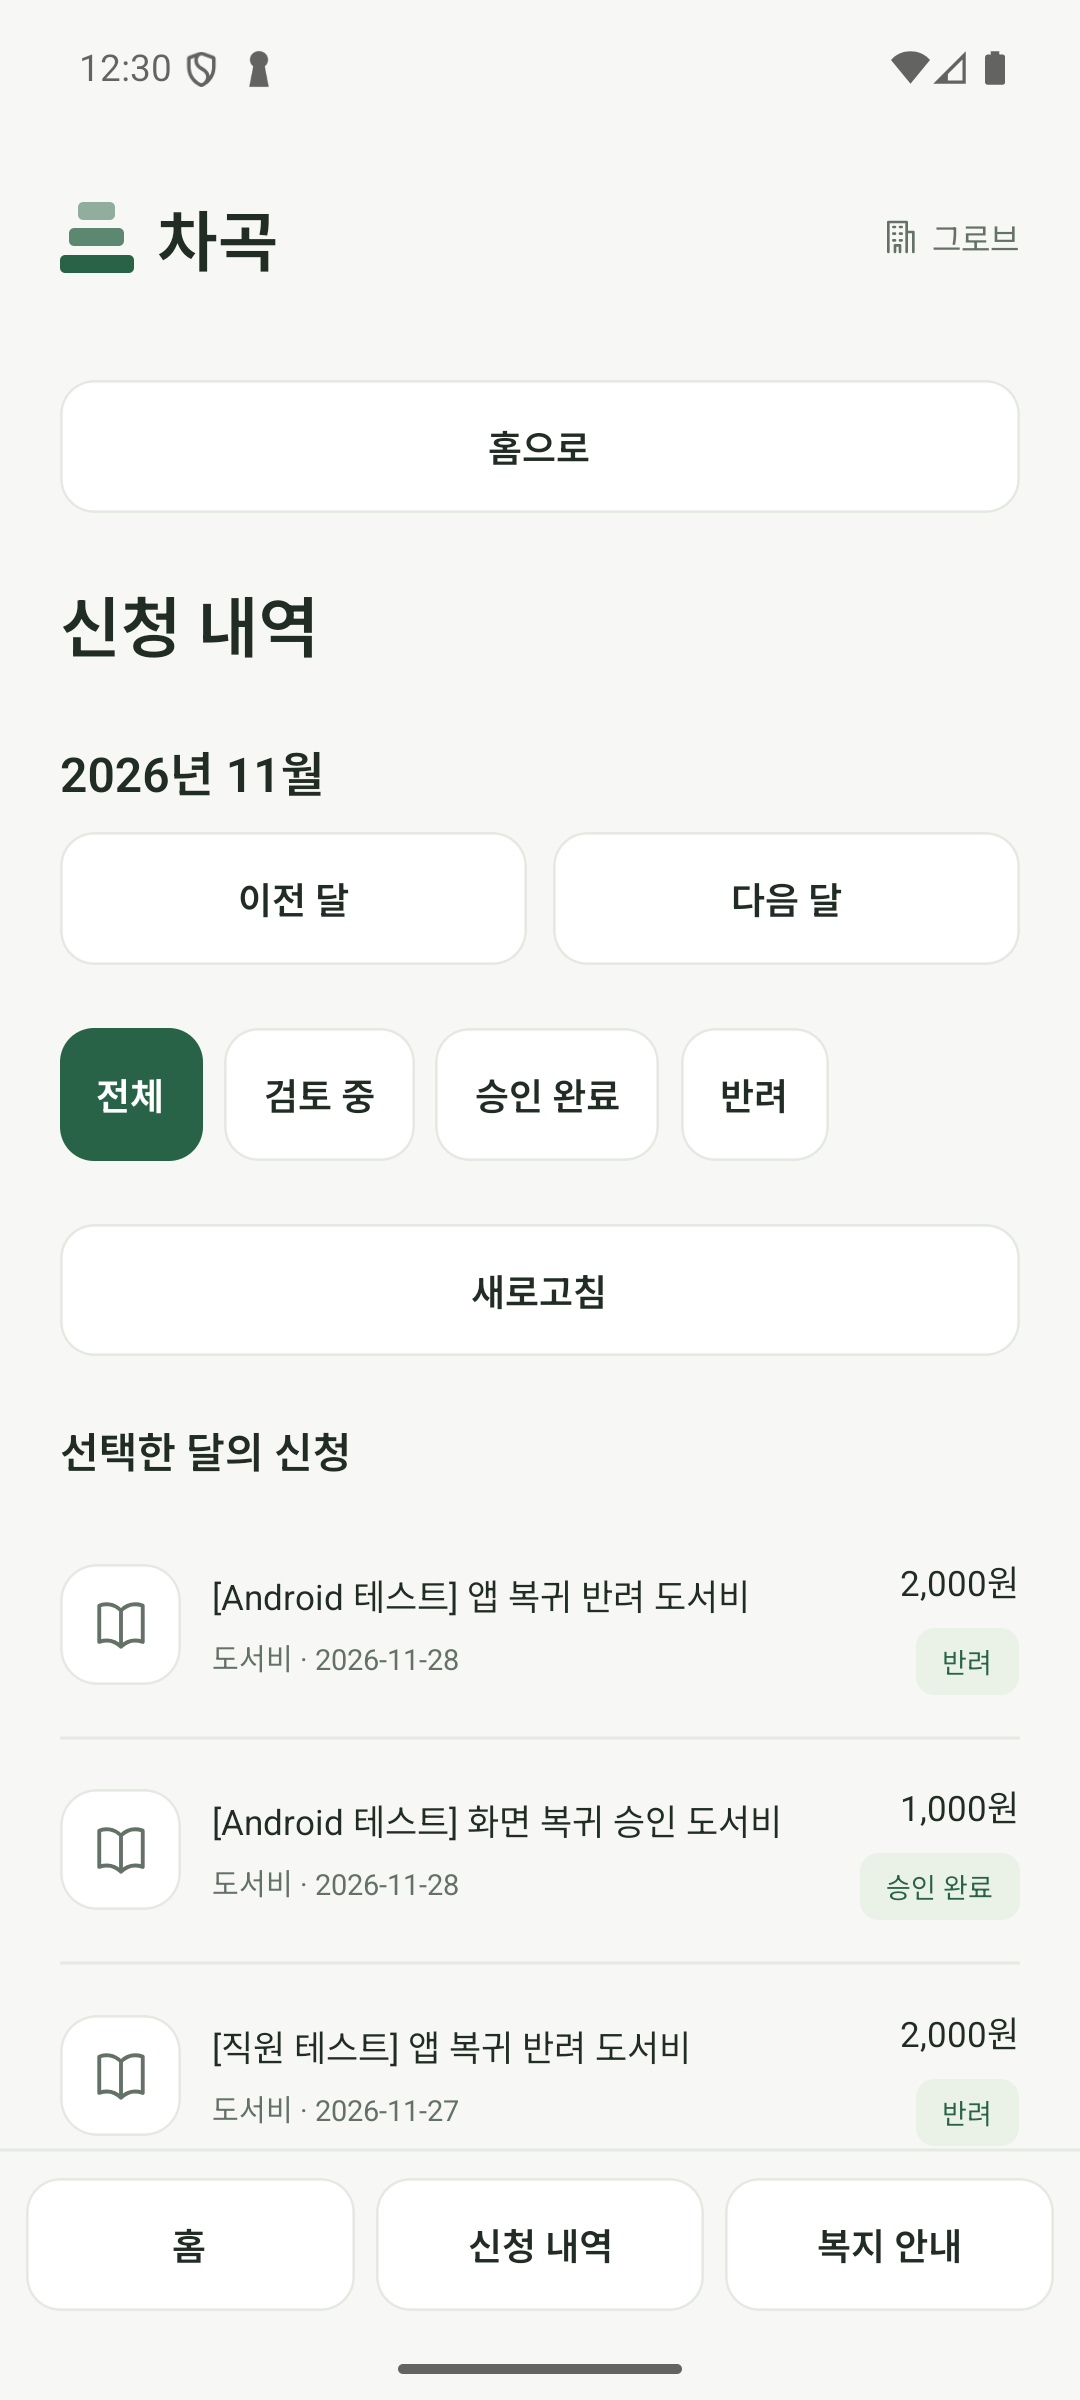 12:30
차곡
그로브
홈으로
신청 내역
2026년 11월
이전 달
다음 달
전체
검토 중
승인 완료
반려
새로고침
선택한 달의 신청
[Android 테스트] 앱 복귀 반려 도서비
2,000원
도서비 · 2026-11-28
반려
[Android 테스트] 화면 복귀 승인 도서비
1,000원
도서비 · 2026-11-28
승인 완료
[직원 테스트] 앱 복귀 반려 도서비
2,000원
도서비 · 2026-11-27
반려
홈
신청 내역
복지 안내